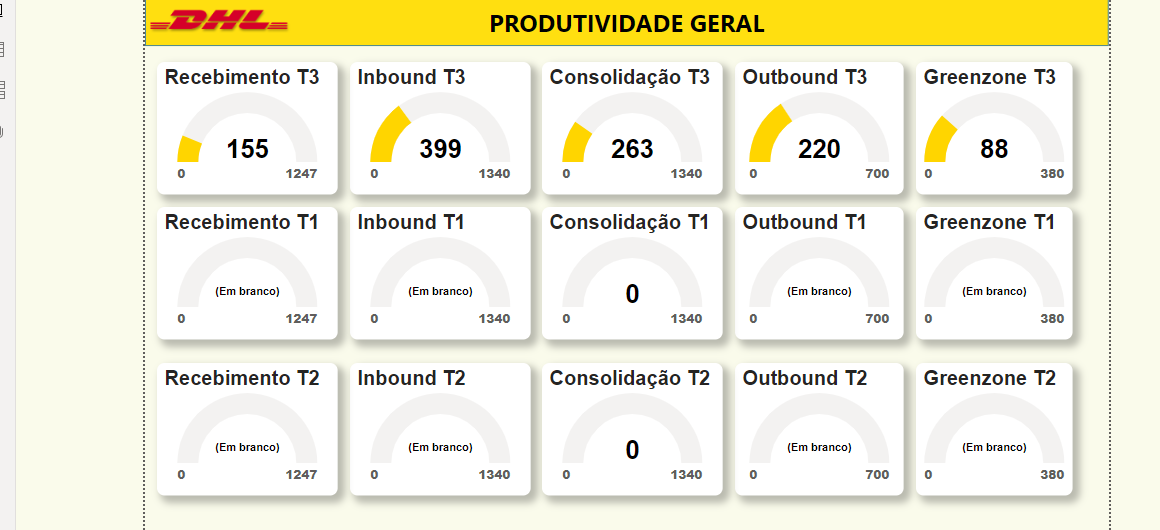 DHL
PRODUTIVIDADE GERAL
Recebimento T3
155
0 1247
Inbound T3
399
0 1340
Consolidação T3
263
0 1340
Outbound T3
220
0 700
Greenzone T3
88
0 380
Recebimento T1
(Em branco)
0 1247
Inbound T1
(Em branco)
0 1340
Consolidação T1
0
0 1340
Outbound T1
(Em branco)
0 700
Greenzone T1
(Em branco)
0 380
Recebimento T2
(Em branco)
0 1247
Inbound T2
(Em branco)
0 1340
Consolidação T2
0
0 1340
Outbound T2
(Em branco)
0 700
Greenzone T2
(Em branco)
0 380